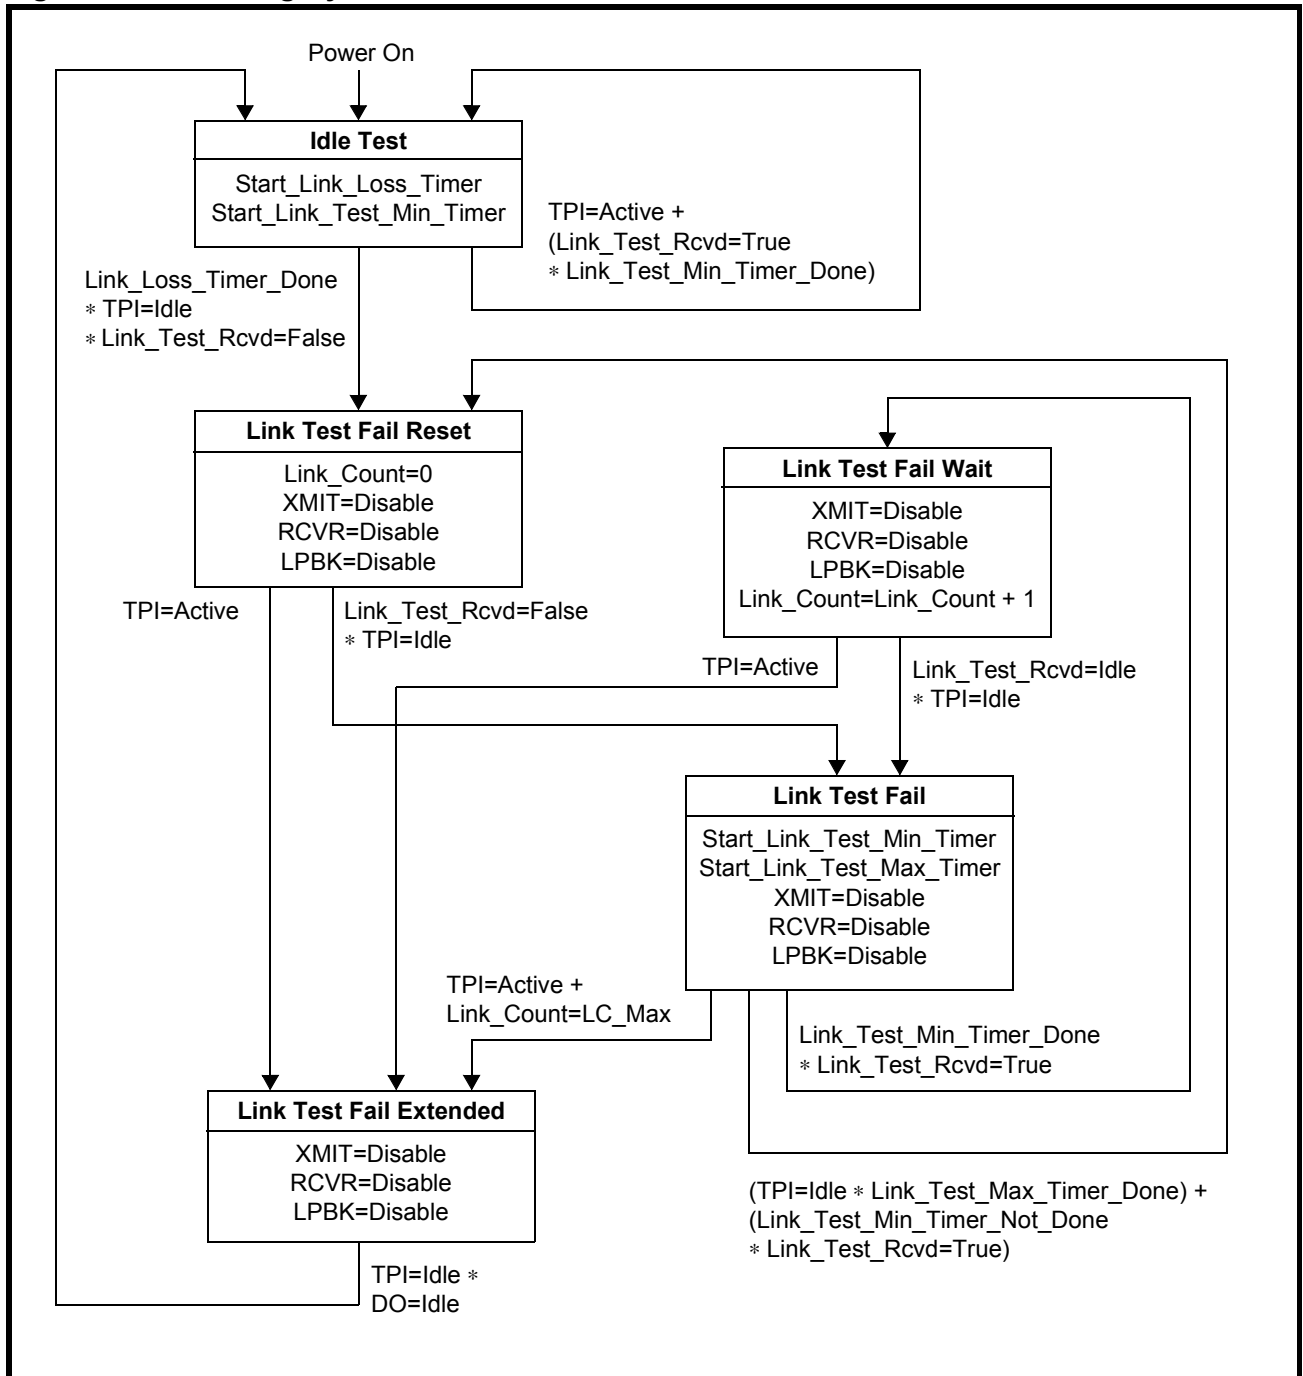 Power On
Idle Test
Start_Link_Loss_Timer
Start_Link_Test_Min_Timer
TPI=Active +
(Link_Test_Rcvd=True
∗ Link_Test_Min_Timer_Done)
Link_Loss_Timer_Done
∗ TPI=Idle
∗ Link_Test_Rcvd=False
Link Test Fail Reset
Link_Count=0
XMIT=Disable
RCVR=Disable
LPBK=Disable
Link Test Fail Wait
XMIT=Disable
RCVR=Disable
LPBK=Disable
Link_Count=Link_Count + 1
TPI=Active
Link_Test_Rcvd=False
∗ TPI=Idle
TPI=Active
Link_Test_Rcvd=Idle
∗ TPI=Idle
Link Test Fail
Start_Link_Test_Min_Timer
Start_Link_Test_Max_Timer
XMIT=Disable
RCVR=Disable
LPBK=Disable
TPI=Active +
Link_Count=LC_Max
Link_Test_Min_Timer_Done
∗ Link_Test_Rcvd=True
Link Test Fail Extended
XMIT=Disable
RCVR=Disable
LPBK=Disable
(TPI=Idle ∗ Link_Test_Max_Timer_Done) +
(Link_Test_Min_Timer_Not_Done
∗ Link_Test_Rcvd=True)
TPI=Idle ∗
DO=Idle